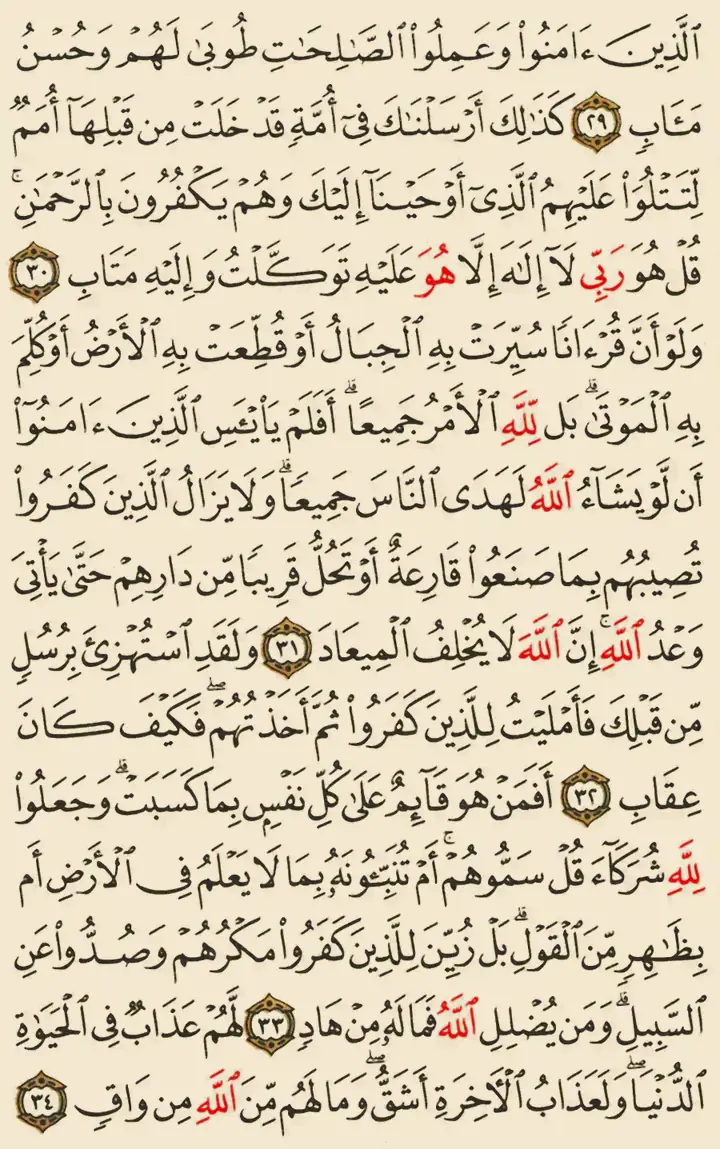 ٱلَّذِينَ ءَامَنُواْ وَعَمِلُواْ ٱلصَّٰلِحَٰتِ طُوبَىٰ لَهُمْ وَحُسْنُ
مَـَٔابٍ ٢٩ كَذَٰلِكَ أَرْسَلْنَٰكَ فِىٓ أُمَّةٍ قَدْ خَلَتْ مِن قَبْلِهَآ أُمَمٌ
لِّتَتْلُوَاْ عَلَيْهِمُ ٱلَّذِىٓ أَوْحَيْنَآ إِلَيْكَ وَهُمْ يَكْفُرُونَ بِٱلرَّحْمَٰنِ ۚ
قُلْ هُوَ رَبِّى لَآ إِلَٰهَ إِلَّا هُوَ عَلَيْهِ تَوَكَّلْتُ وَإِلَيْهِ مَتَابِ ٣٠
وَلَوْ أَنَّ قُرْءَانًا سُيِّرَتْ بِهِ ٱلْجِبَالُ أَوْ قُطِّعَتْ بِهِ ٱلْأَرْضُ أَوْ كُلِّمَ
بِهِ ٱلْمَوْتَىٰ ۗ بَل لِّلَّهِ ٱلْأَمْرُ جَمِيعًا ۗ أَفَلَمْ يَا۟يْـَٔسِ ٱلَّذِينَ ءَامَنُوٓاْ
أَن لَّوْ يَشَآءُ ٱللَّهُ لَهَدَى ٱلنَّاسَ جَمِيعًا ۗ وَلَا يَزَالُ ٱلَّذِينَ كَفَرُواْ
تُصِيبُهُم بِمَا صَنَعُواْ قَارِعَةٌ أَوْ تَحُلُّ قَرِيبًا مِّن دَارِهِمْ حَتَّىٰ يَأْتِىَ
وَعْدُ ٱللَّهِ ۚ إِنَّ ٱللَّهَ لَا يُخْلِفُ ٱلْمِيعَادَ ٣١ وَلَقَدِ ٱسْتُهْزِئَ بِرُسُلٍ
مِّن قَبْلِكَ فَأَمْلَيْتُ لِلَّذِينَ كَفَرُواْ ثُمَّ أَخَذْتُهُمْ ۖ فَكَيْفَ كَانَ
عِقَابِ ٣٢ أَفَمَنْ هُوَ قَآئِمٌ عَلَىٰ كُلِّ نَفْسٍۭ بِمَا كَسَبَتْ ۗ وَجَعَلُواْ
لِلَّهِ شُرَكَآءَ قُلْ سَمُّوهُمْ ۚ أَمْ تُنَبِّـُٔونَهُۥ بِمَا لَا يَعْلَمُ فِى ٱلْأَرْضِ أَم
بِظَٰهِرٍ مِّنَ ٱلْقَوْلِ ۗ بَلْ زُيِّنَ لِلَّذِينَ كَفَرُواْ مَكْرُهُمْ وَصُدُّواْ عَنِ
ٱلسَّبِيلِ ۗ وَمَن يُضْلِلِ ٱللَّهُ فَمَا لَهُۥ مِنْ هَادٍ ٣٣ لَّهُمْ عَذَابٌ فِى ٱلْحَيَوٰةِ
ٱلدُّنْيَا ۖ وَلَعَذَابُ ٱلْأَخِرَةِ أَشَقُّ ۖ وَمَا لَهُم مِّنَ ٱللَّهِ مِن وَاقٍ ٣٤